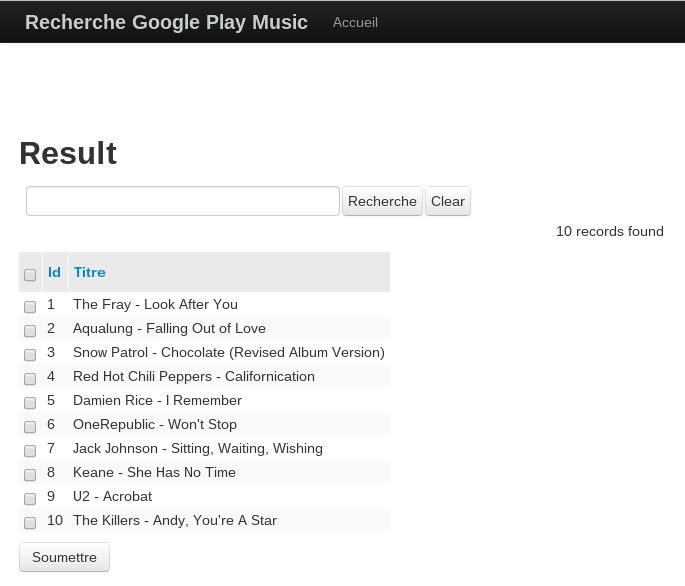 Recherche Google Play Music Accueil
Result
Recherche Clear
10 records found
Id Titre
1 The Fray - Look After You
2 Aqualung - Falling Out of Love
3 Snow Patrol - Chocolate (Revised Album Version)
4 Red Hot Chili Peppers - Californication
5 Damien Rice - I Remember
6 OneRepublic - Won't Stop
7 Jack Johnson - Sitting, Waiting, Wishing
8 Keane - She Has No Time
9 U2 - Acrobat
10 The Killers - Andy, You're A Star
Soumettre